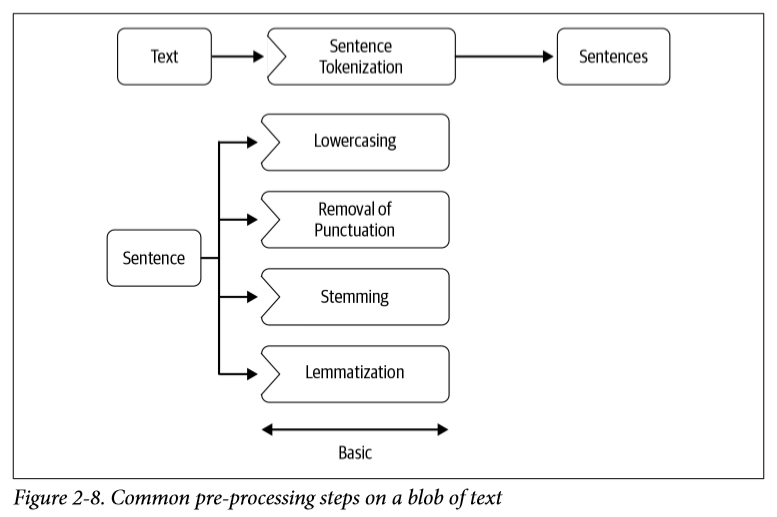 Text
Sentence
Tokenization
Sentences
Lowercasing
Removal of
Punctuation
Sentence
Stemming
Lemmatization
Basic
Figure 2-8. Common pre-processing steps on a blob of text